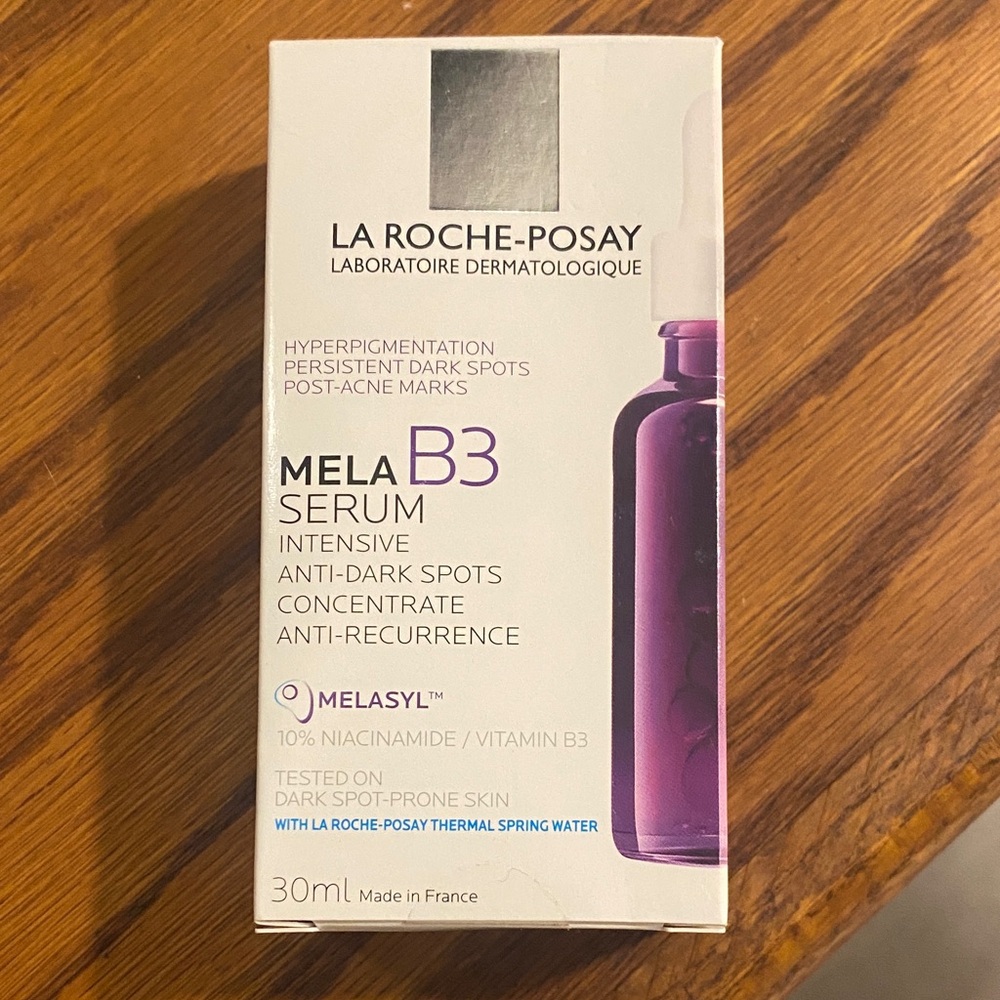 LA ROCHE-POSAY
LABORATOIRE DERMATOLOGIQUE
HYPERPIGMENTATION
PERSISTENT DARK SPOTS
POST-ACNE MARKS
MELA B3
SERUM
INTENSIVE
ANTI-DARK SPOTS
CONCENTRATE
ANTI-RECURRENCE
MELASYL™
10% NIACINAMIDE / VITAMIN B3
TESTED ON
DARK SPOT-PRONE SKIN
WITH LA ROCHE-POSAY THERMAL SPRING WATER
30ml Made in France